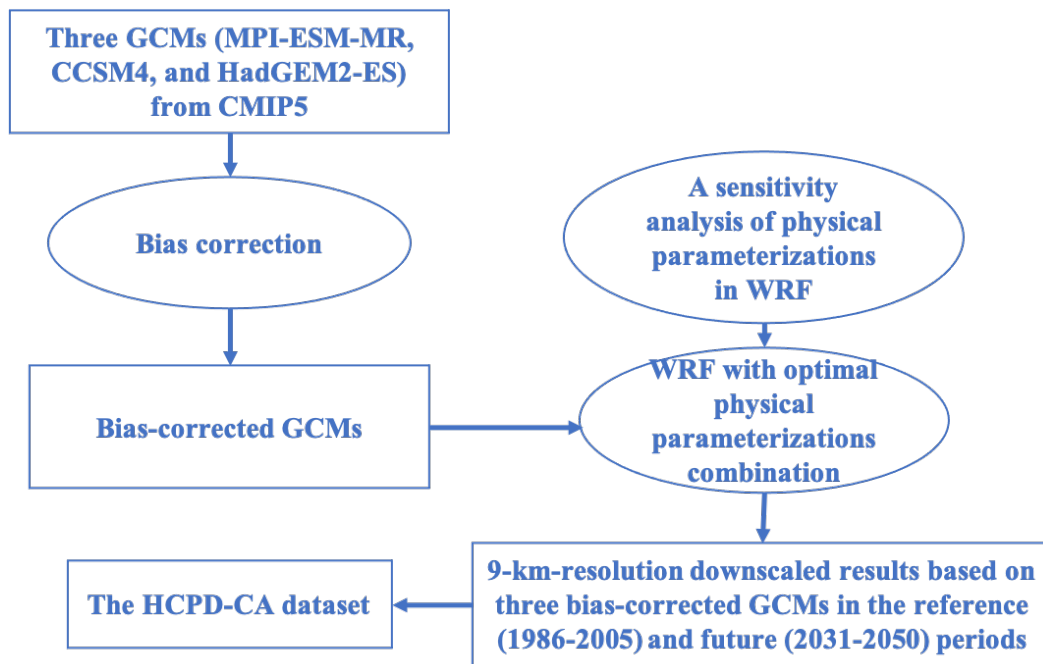 Three GCMs (MPI-ESM-MR,
CCSM4, and HadGEM2-ES)
from CMIP5
Bias correction
Bias-corrected GCMs
A sensitivity
analysis of physical
parameterizations
in WRF
WRF with optimal
physical
parameterizations
combination
9-km-resolution downscaled results based on
three bias-corrected GCMs in the reference
(1986-2005) and future (2031-2050) periods
The HCPD-CA dataset